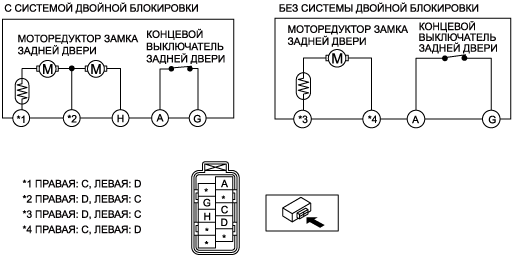 С СИСТЕМОЙ ДВОЙНОЙ БЛОКИРОВКИ
МОТОРЕДУКТОР ЗАМКА
ЗАДНЕЙ ДВЕРИ
КОНЦЕВОЙ
ВЫКЛЮЧАТЕЛЬ
ЗАДНЕЙ ДВЕРИ
M
M
*1
*2
H
A
G
БЕЗ СИСТЕМЫ ДВОЙНОЙ БЛОКИРОВКИ
МОТОРЕДУКТОР ЗАМКА
ЗАДНЕЙ ДВЕРИ
КОНЦЕВОЙ
ВЫКЛЮЧАТЕЛЬ
ЗАДНЕЙ ДВЕРИ
M
*3
*4
A
G
*1 ПРАВАЯ: C, ЛЕВАЯ: D
*2 ПРАВАЯ: D, ЛЕВАЯ: C
*3 ПРАВАЯ: D, ЛЕВАЯ: C
*4 ПРАВАЯ: C, ЛЕВАЯ: D
A
*
*
G
C
H
D
*
*
*